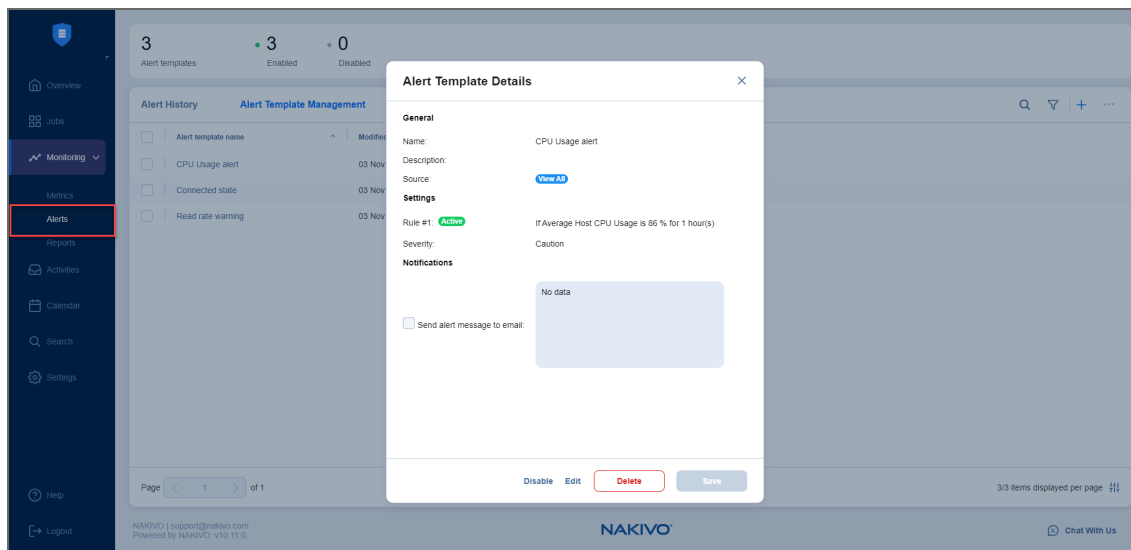 3
3
0
Alert templates
Enabled
Disabled
Overview
Jobs
Monitoring
Metrics
Alerts
Reports
Activities
Calendar
Search
Settings
Help
Logout
Alert History
Alert Template Management
Alert template name
Modified
CPU Usage alert
03 Nov
Connected state
03 Nov
Read rate warning
03 Nov
Alert Template Details
General
Name: CPU Usage alert
Description:
Source: View All
Settings
Rule #1: Active If Average Host CPU Usage is 86 % for 1 hour(s)
Severity: Caution
Notifications
No data
Send alert message to email:
Disable Edit Delete Save
Page 1 of 1
3/3 items displayed per page
NAKIVO | support@nakivo.com
Powered by NAKIVO. v10.11.0.
NAKIVO
Chat With Us